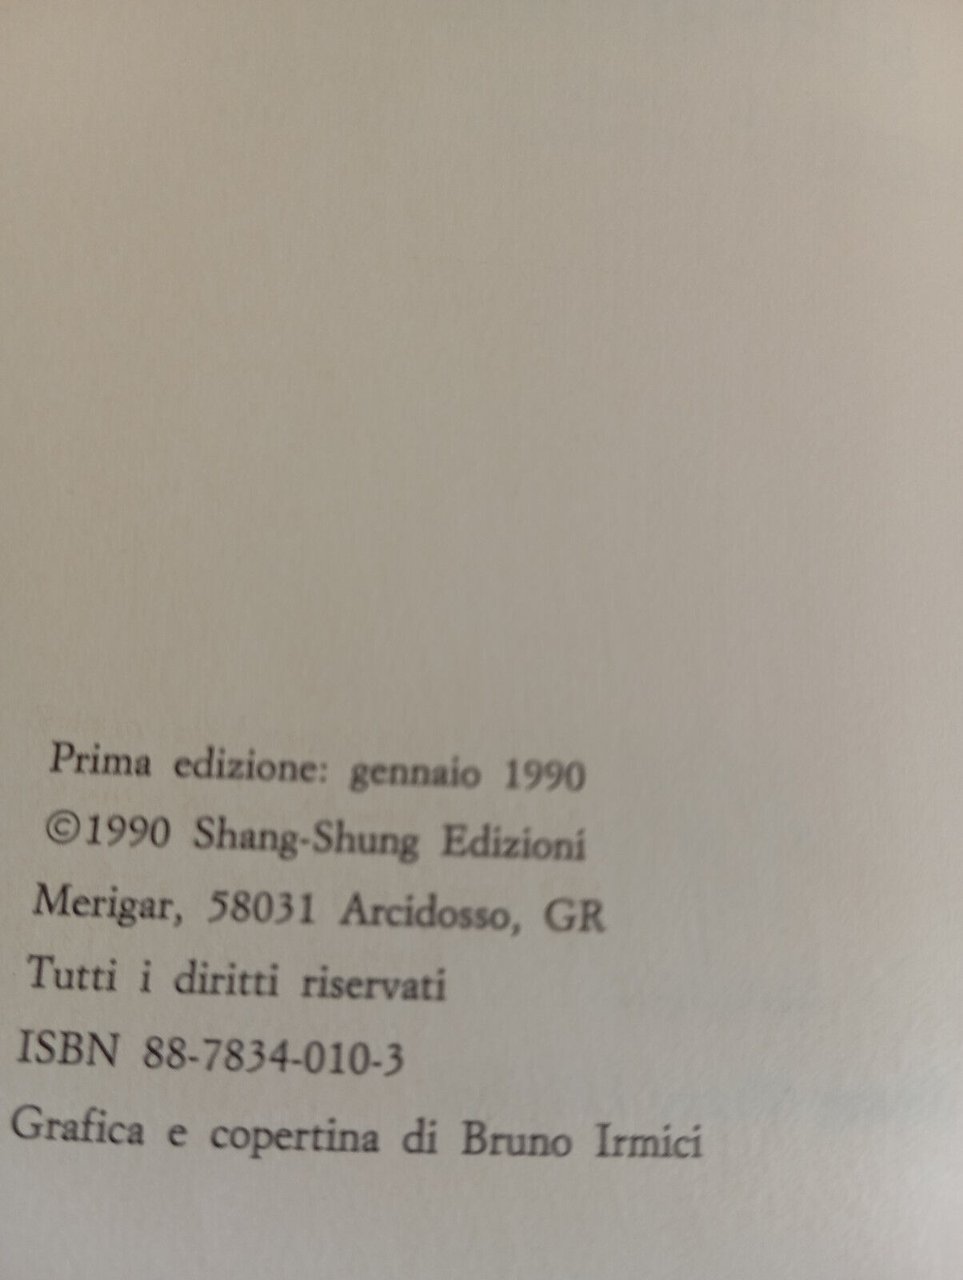 Prima edizione: gennaio 1990
©1990 Shang-Shung Edizioni
Merigar, 58031 Arcidosso, GR
Tutti i diritti riservati
ISBN 88-7834-010-3
Grafica e copertina di Bruno Irmici